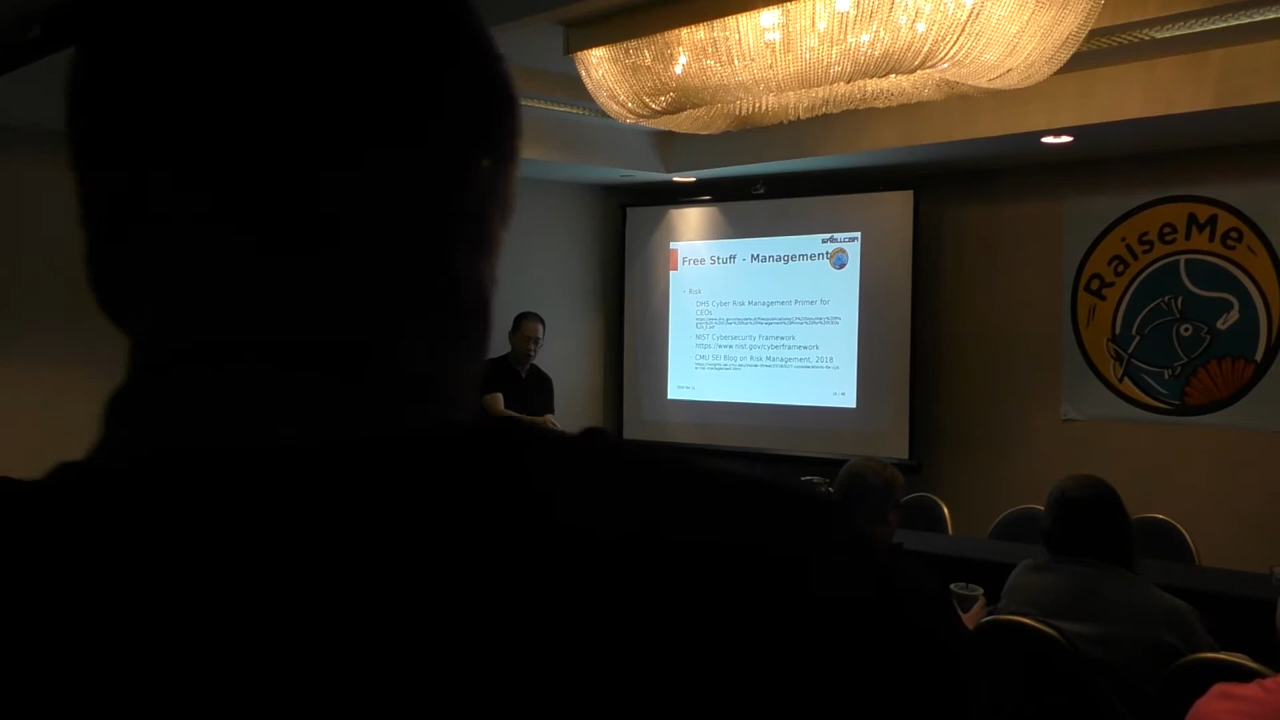 SHELLCON
Free Stuff - Management
Risk
DHS Cyber Risk Management Primer for
CEOs
NIST Cybersecurity Framework
https://www.nist.gov/cyberframework
CMU SEI Blog on Risk Management, 2018
RaiseMe